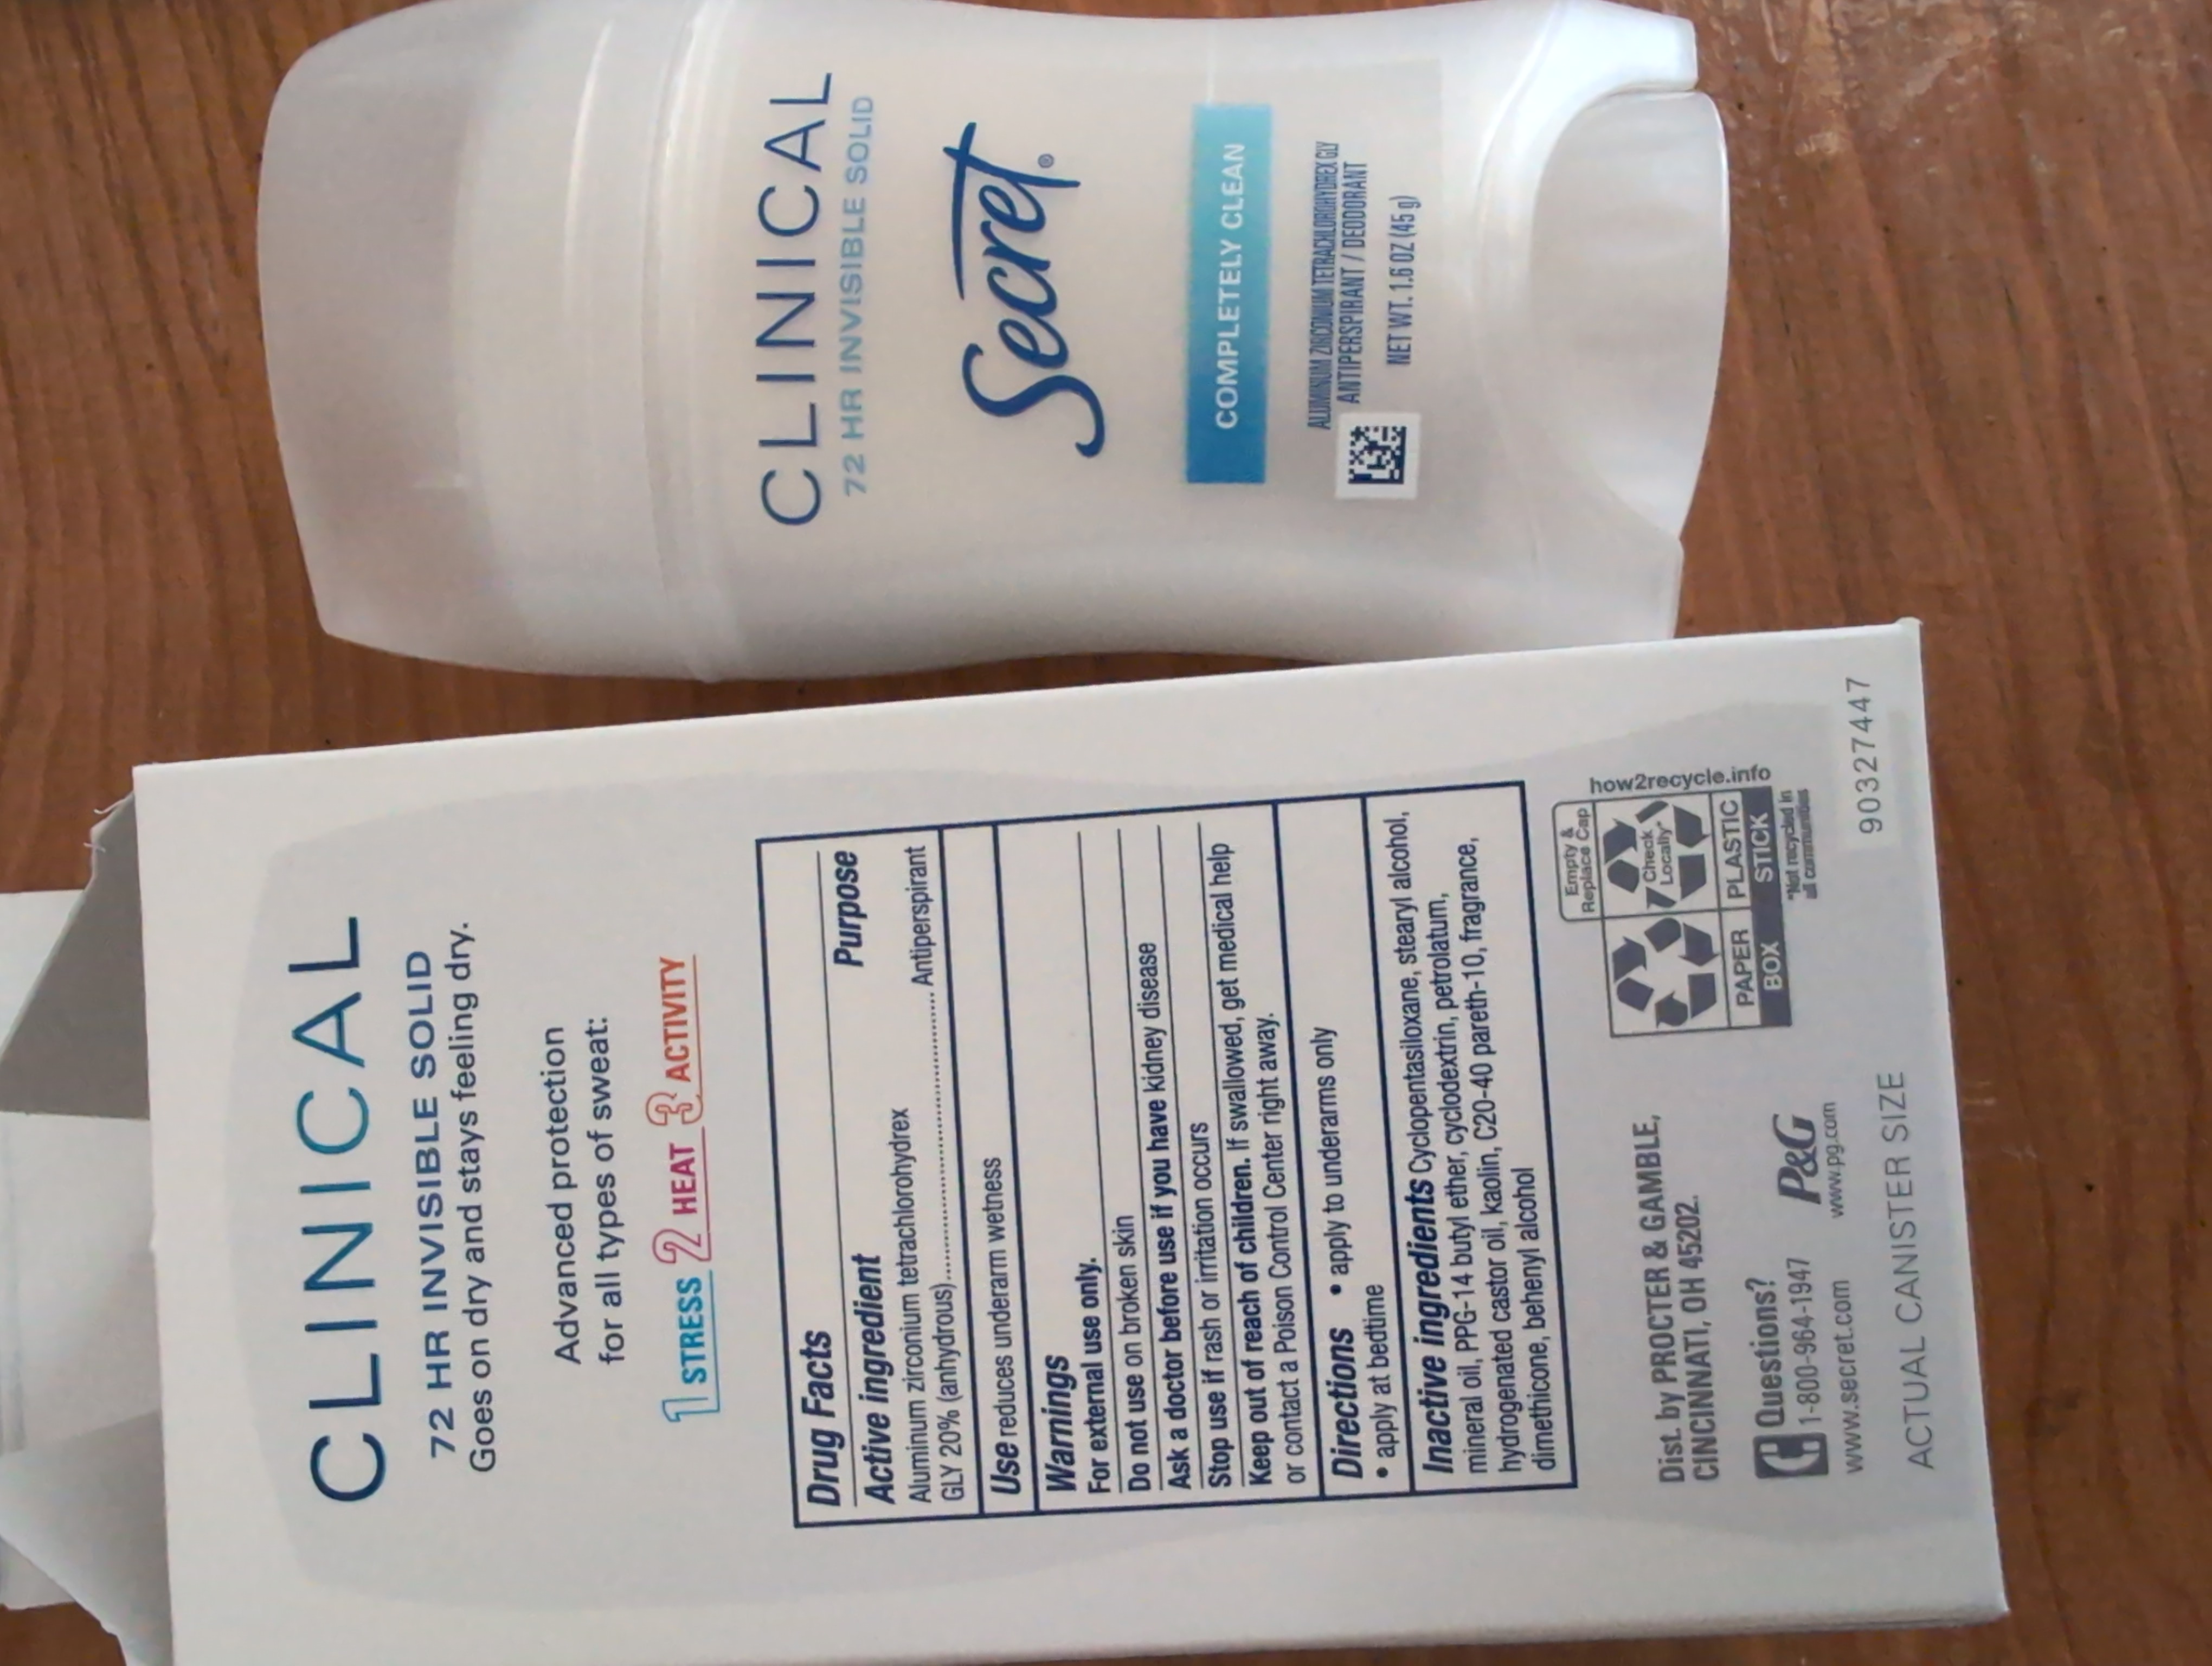 CLINICAL
72 HR INVISIBLE SOLID
Goes on dry and stays feeling dry.
Advanced protection
for all types of sweat:
1 STRESS 2 HEAT 3 ACTIVITY
Drug Facts
Active ingredient Purpose
Aluminum zirconium tetrachlorohydrex
GLY 20% (anhydrous)........................................ Antiperspirant
Use reduces underarm wetness
Warnings
For external use only.
Do not use on broken skin
Ask a doctor before use if you have kidney disease
Stop use if rash or irritation occurs
Keep out of reach of children. If swallowed, get medical help
or contact a Poison Control Center right away.
Directions • apply to underarms only
• apply at bedtime
Inactive ingredients Cyclopentasiloxane, stearyl alcohol,
mineral oil, PPG-14 butyl ether, cyclodextrin, petrolatum,
hydrogenated castor oil, kaolin, C20-40 pareth-10, fragrance,
dimethicone, behenyl alcohol
Dist. by PROCTER & GAMBLE,
CINCINNATI, OH 45202.
Questions?
1-800-964-1947
www.secret.com
P&G
www.pg.com
Empty &
Replace Cap
Check
Locally*
PAPER
BOX
PLASTIC
STICK
how2recycle.info
*Not recycled in
all communities
ACTUAL CANISTER SIZE
90327447
CLINICAL
72 HR INVISIBLE SOLID
Secret®
COMPLETELY CLEAN
ALUMINUM ZIRCONIUM TETRACHLOROHYDREX GLY
ANTIPERSPIRANT / DEODORANT
NET WT. 1.6 OZ (45 g)